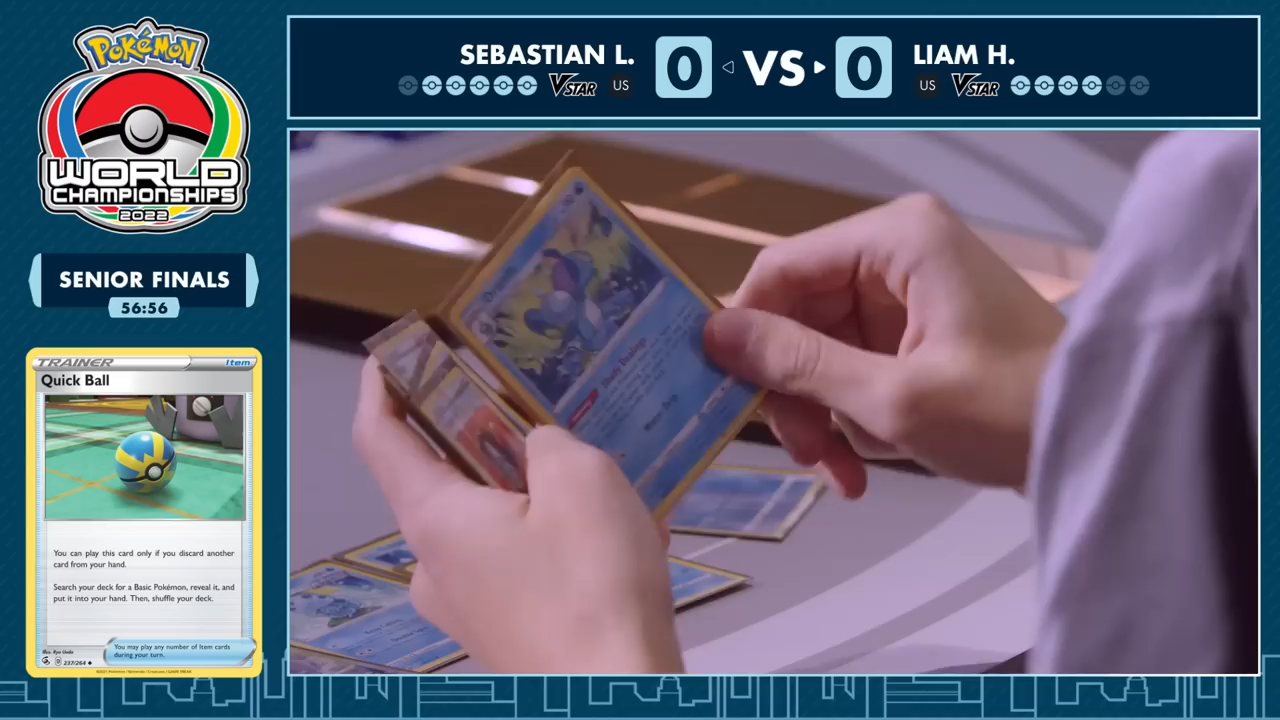 Pokémon
WORLD
CHAMPIONSHIPS
2022
SENIOR FINALS
56:56
SEBASTIAN L.
VSTAR
US
0
VS
0
LIAM H.
US
VSTAR
TRAINER
Item
Quick Ball
You can play this card only if you discard another
card from your hand.
Search your deck for a Basic Pokémon, reveal it, and
put it into your hand. Then, shuffle your deck.
You may play any number of Item cards
during your turn.
237/264